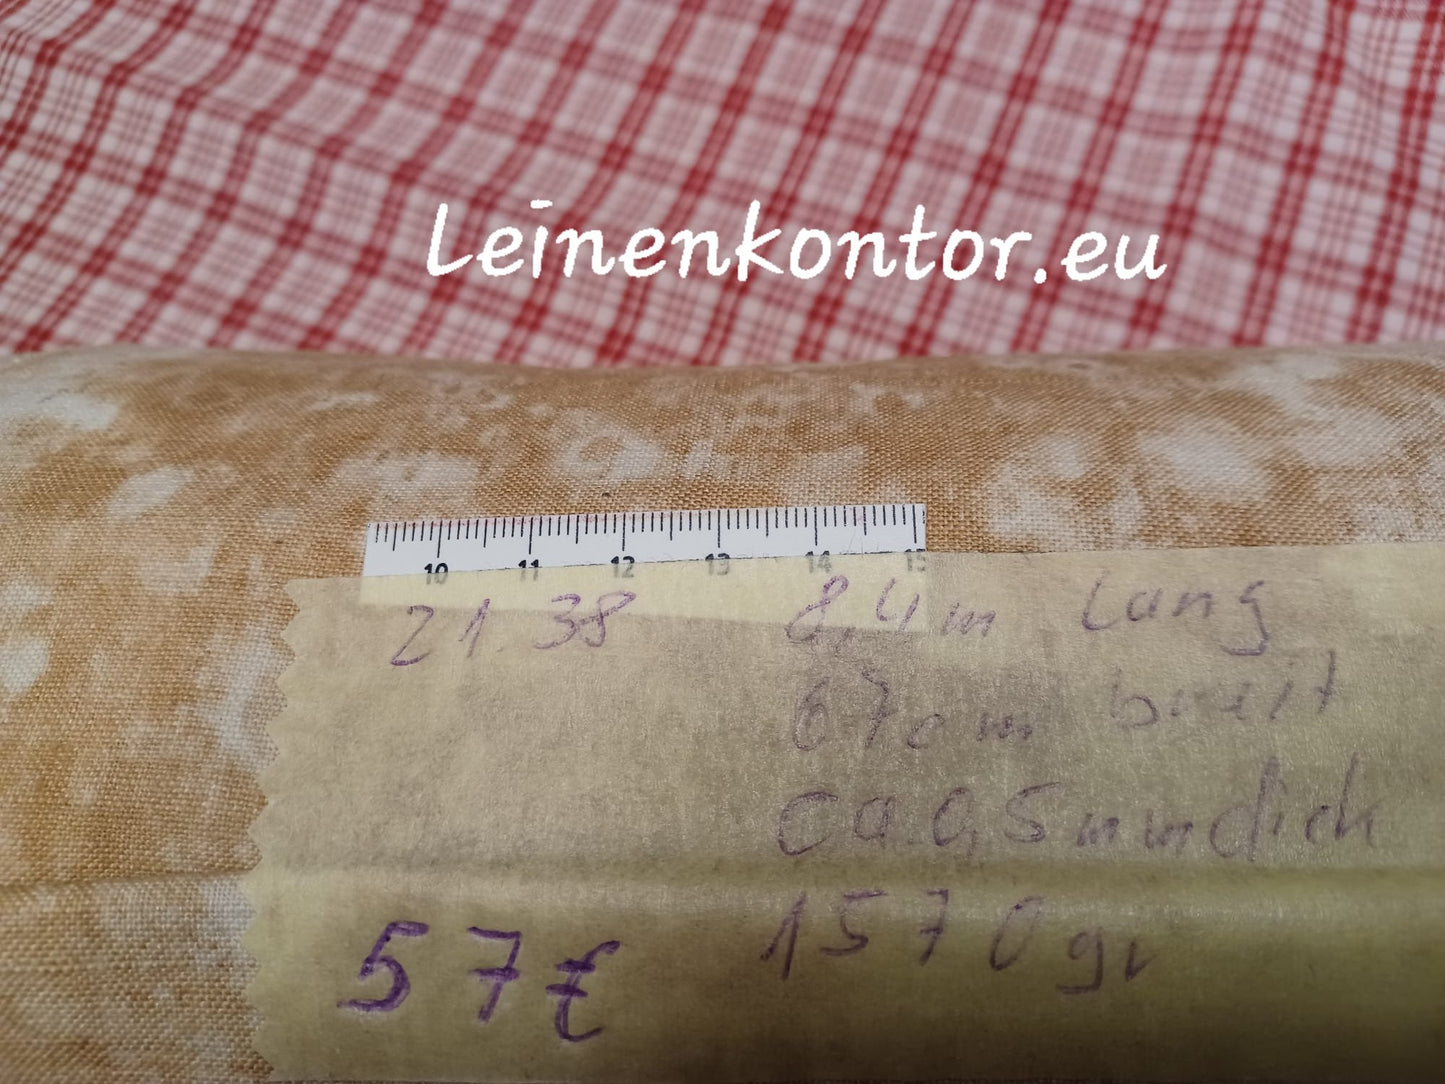 Leinenkontor.eu
10 11 12 13 14 15
21.38 8,4m Lang
67cm breit
ca. 0,5mm dick
57€ 1570gr